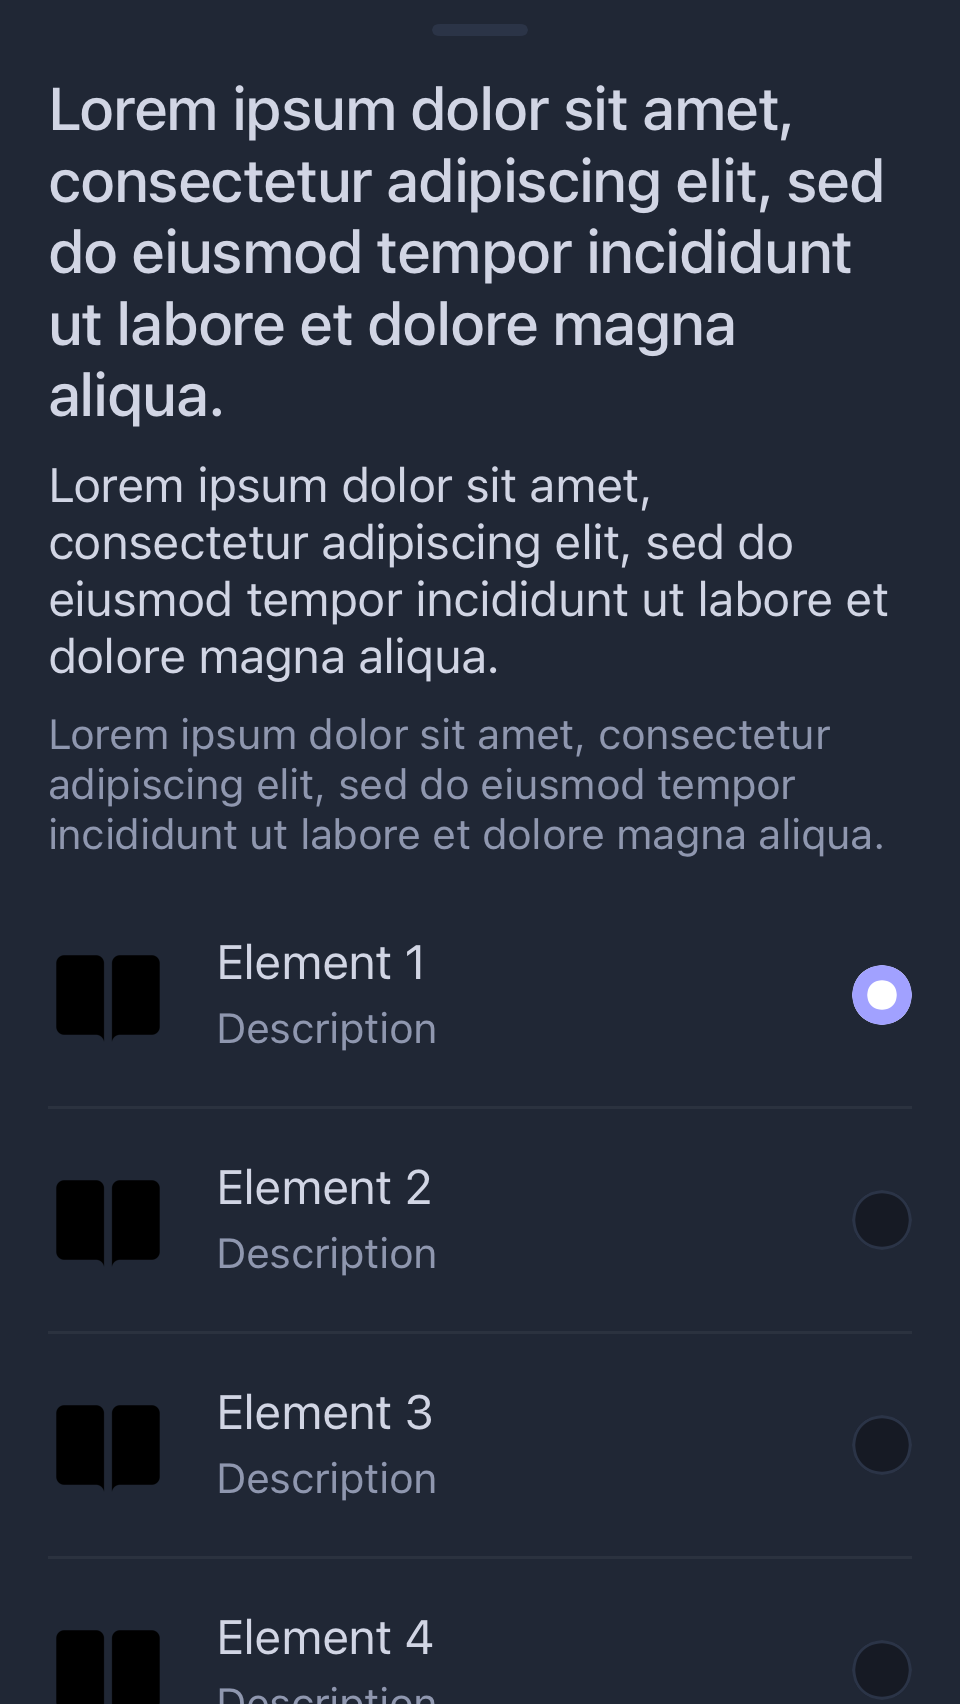 Lorem ipsum dolor sit amet,
consectetur adipiscing elit, sed
do eiusmod tempor incididunt
ut labore et dolore magna
aliqua.
Lorem ipsum dolor sit amet,
consectetur adipiscing elit, sed do
eiusmod tempor incididunt ut labore et
dolore magna aliqua.
Lorem ipsum dolor sit amet, consectetur
adipiscing elit, sed do eiusmod tempor
incididunt ut labore et dolore magna aliqua.
Element 1
Description
Element 2
Description
Element 3
Description
Element 4
Description